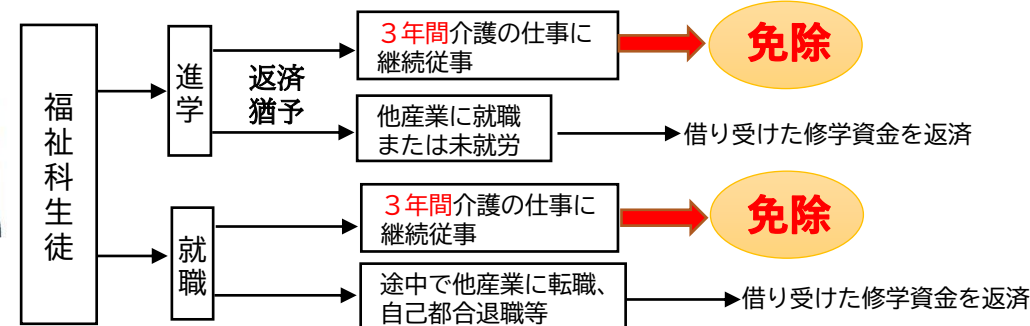 福祉科生徒
進学
返済
猶予
３年間介護の仕事に
継続従事
免除
他産業に就職
または未就労
借り受けた修学資金を返済
就職
３年間介護の仕事に
継続従事
免除
途中で他産業に転職、
自己都合退職等
借り受けた修学資金を返済